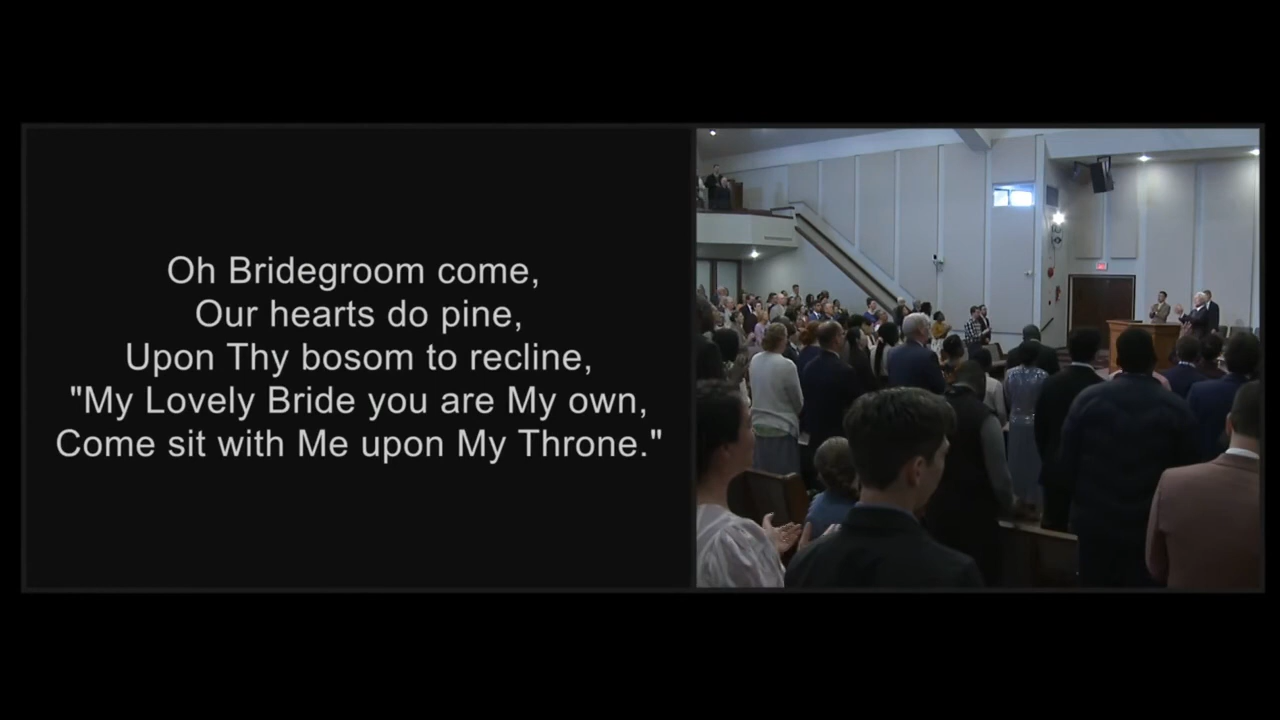 Oh Bridegroom come,
Our hearts do pine,
Upon Thy bosom to recline,
"My Lovely Bride you are My own,
Come sit with Me upon My Throne."